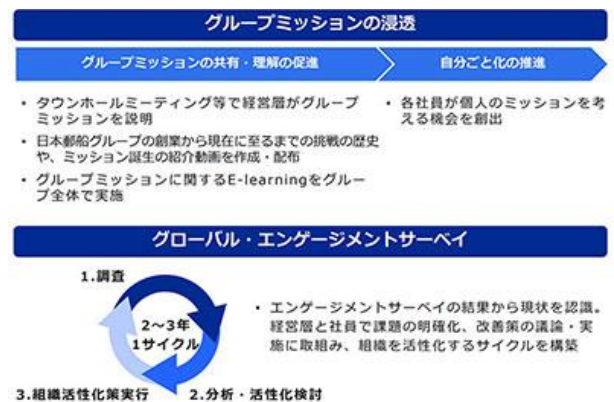 グループミッションの浸透
グループミッションの共有・理解の促進
自分ごと化の推進
・ タウンホールミーティング等で経営層がグループ
ミッションを説明
・ 日本郵船グループの創業から現在に至るまでの挑戦の歴史
や、ミッション誕生の紹介動画を作成・配布
・ グループミッションに関するE-learningをグルー
プ全体で実施
・ 各社員が個人のミッションを考
える機会を創出
グローバル・エンゲージメントサーベイ
1.調査
2～3年
1サイクル
3.組織活性化策実行
2.分析・活性化検討
・ エンゲージメントサーベイの結果から現状を認識。
経営層と社員で課題の明確化、改善策の議論・実
施に取組み、組織を活性化するサイクルを構築